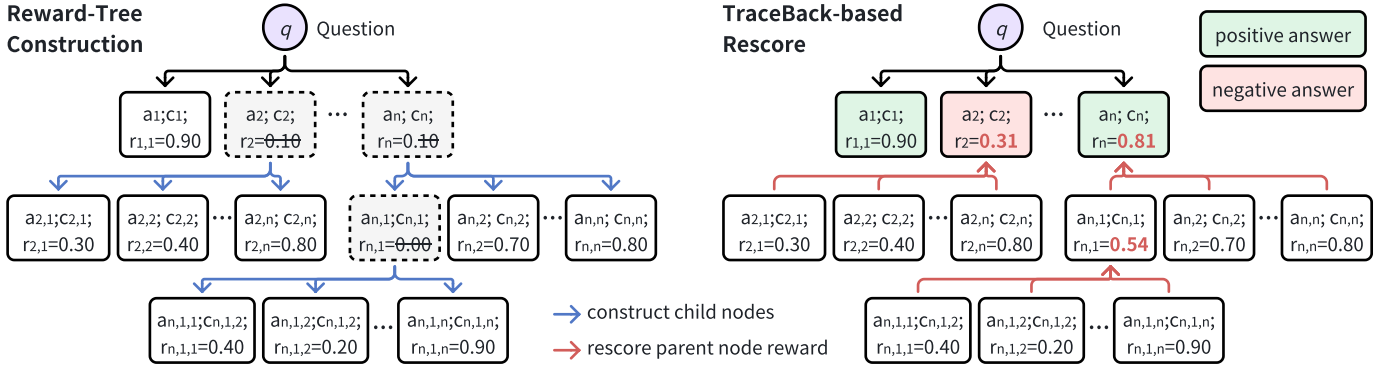 Reward-Tree
Construction
q Question
a1;c1;
r1,1=0.90
a2; c2;
r2=0.10
...
an; cn;
rn=0.10
a2,1;c2,1;
r2,1=0.30
a2,2; c2,2;
r2,2=0.40
...
a2,n; c2,n;
r2,n=0.80
an,1;cn,1;
rn,1=0.00
an,2; cn,2;
rn,2=0.70
...
an,n; cn,n;
rn,n=0.80
an,1,1;cn,1,2;
rn,1,1=0.40
an,1,2;cn,1,2;
rn,1,2=0.20
...
an,1,n;cn,1,n;
rn,1,n=0.90
construct child nodes
rescore parent node reward
TraceBack-based
Rescore
q Question
positive answer
negative answer
a1;c1;
r1,1=0.90
a2; c2;
r2=0.31
...
an; cn;
rn=0.81
a2,1;c2,1;
r2,1=0.30
a2,2; c2,2;
r2,2=0.40
...
a2,n; c2,n;
r2,n=0.80
an,1;cn,1;
rn,1=0.54
an,2; cn,2;
rn,2=0.70
...
an,n; cn,n;
rn,n=0.80
an,1,1;cn,1,2;
rn,1,1=0.40
an,1,2;cn,1,2;
rn,1,2=0.20
...
an,1,n;cn,1,n;
rn,1,n=0.90